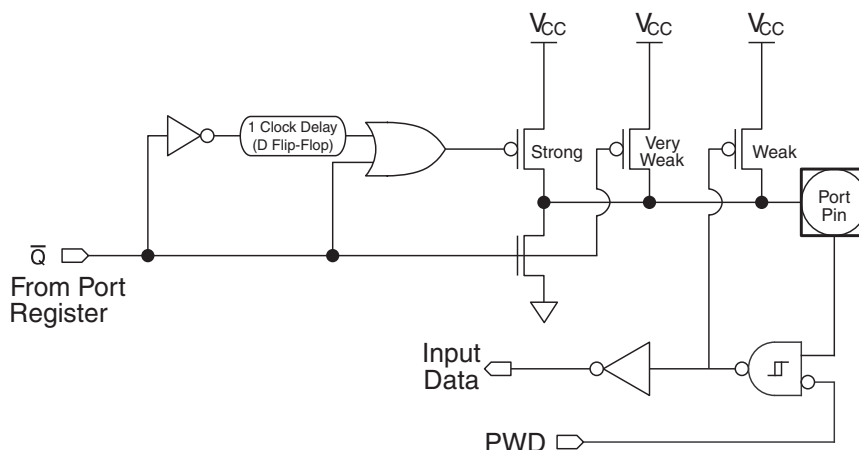 VCC
VCC
VCC
1 Clock Delay
(D Flip-Flop)
Strong
Very
Weak
Weak
Port
Pin
Q̅
From Port
Register
Input
Data
PWD